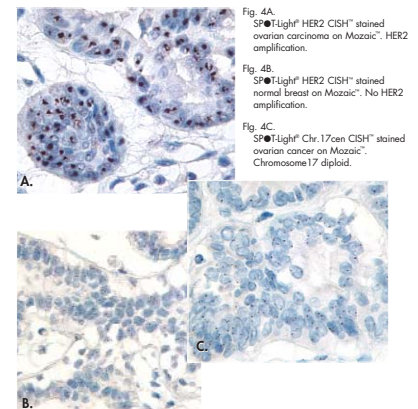 Fig. 4A.
SP●T-Light® HER2 CISH™ stained
ovarian carcinoma on Mozaic™. HER2
amplification.
FIg. 4B.
SP●T-Light® HER2 CISH™ stained
normal breast on Mozaic™. No HER2
amplification.
FIg. 4C.
SP●T-Light® Chr.17cen CISH™ stained
ovarian cancer on Mozaic™.
Chromosome17 diploid.
A.
C.
B.